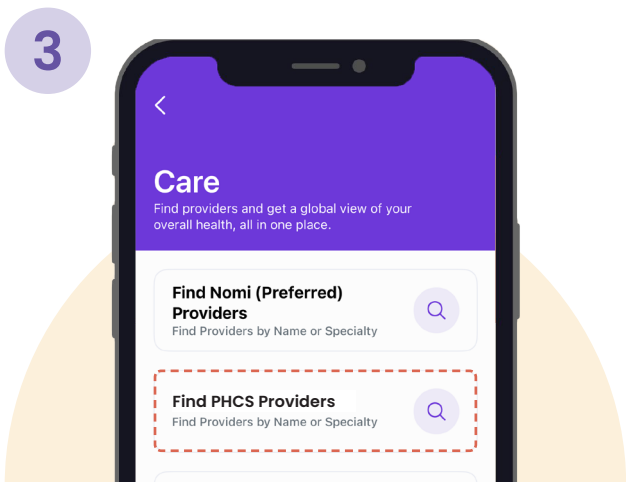 3
Care
Find providers and get a global view of your
overall health, all in one place.
Find Nomi (Preferred)
Providers
Find Providers by Name or Specialty
Find PHCS Providers
Find Providers by Name or Specialty